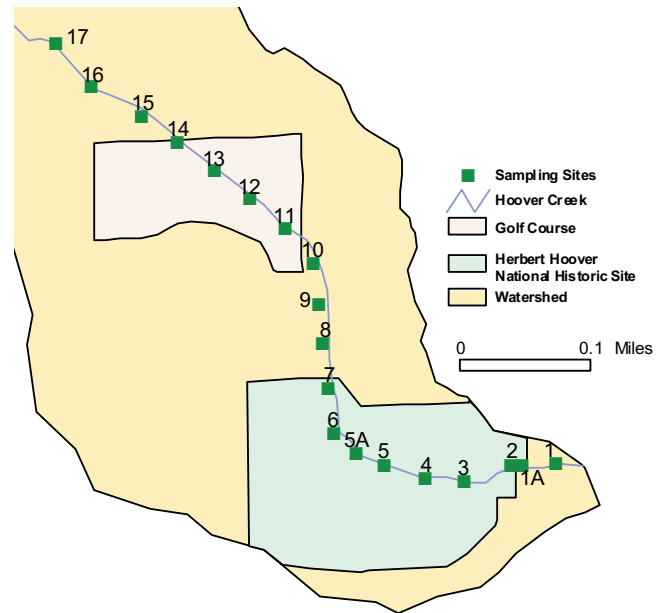 17
16
15
14
13
12
11
10
9
8
7
6
5A
5
4
3
2
1A
1
Sampling Sites
Hoover Creek
Golf Course
Herbert Hoover
National Historic Site
Watershed
0 0.1 Miles